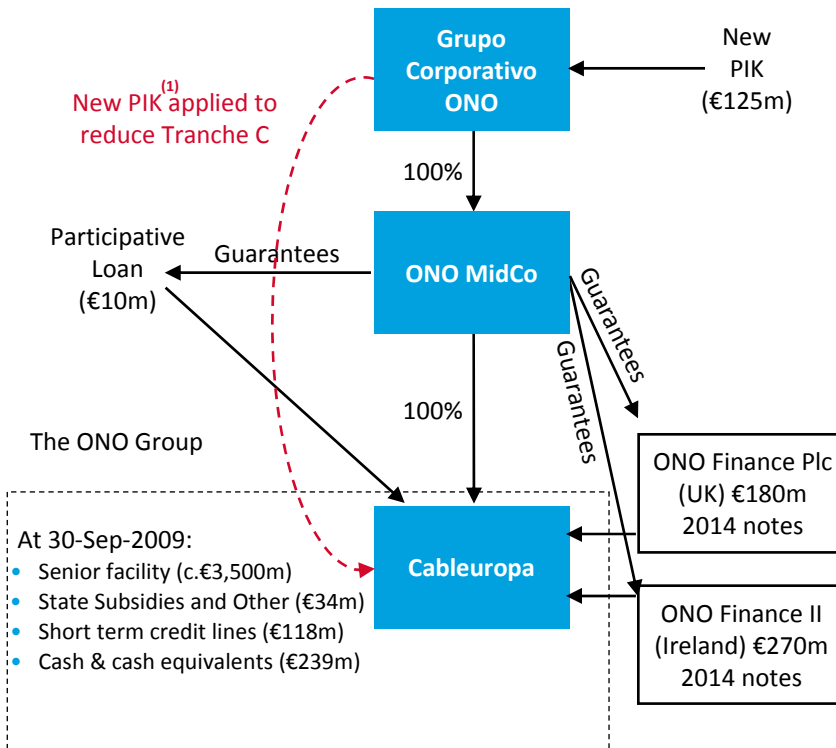 Grupo
Corporativo
ONO
New
PIK
(€125m)
New PIK(1) applied to
reduce Tranche C
100%
Participative
Loan
(€10m)
Guarantees
ONO MidCo
Guarantees
Guarantees
100%
The ONO Group
ONO Finance Plc
(UK) €180m
2014 notes
At 30-Sep-2009:
• Senior facility (c.€3,500m)
• State Subsidies and Other (€34m)
• Short term credit lines (€118m)
• Cash & cash equivalents (€239m)
Cableuropa
ONO Finance II
(Ireland) €270m
2014 notes